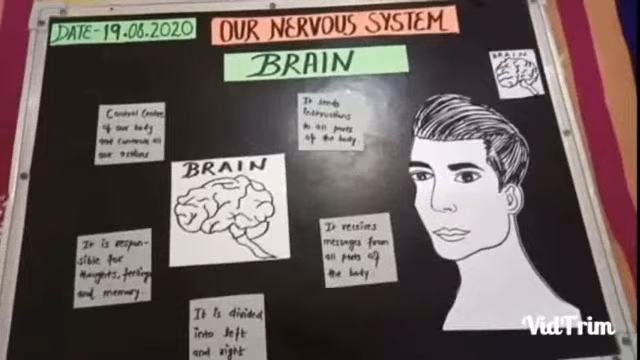 DATE-19.08.2020
OUR NERVOUS SYSTEM
BRAIN
BRAIN
Control Centre
of our body
and controls all
our actions
It sends
instructions
to all parts
of the body
BRAIN
It is respon-
sible for
thoughts, feelings
and memory.
It receives
messages from
all parts of
the body
It is divided
into left
and right
VidTrim